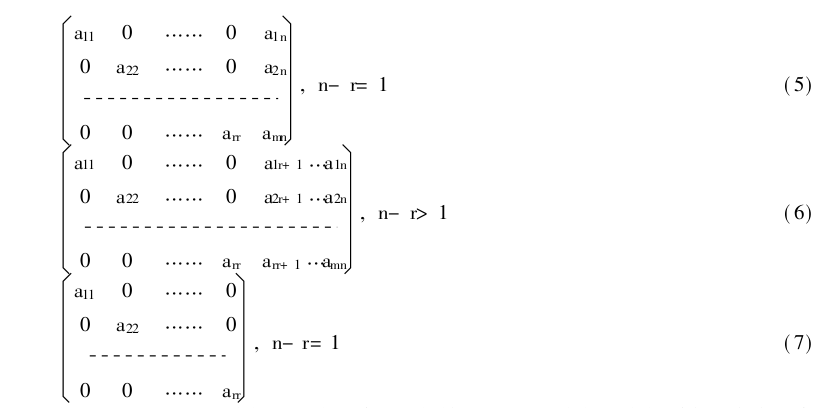 a11 0 …… 0 a1n
0 a22 …… 0 a2n
, n- r= 1 (5)
0 0 …… arr amn
a11 0 …… 0 a1r+ 1 …a1n
0 a22 …… 0 a2r+ 1 …a2n
, n- r> 1 (6)
0 0 …… arr arr+ 1 …amn
a11 0 …… 0
0 a22 …… 0
, n- r= 1 (7)
0 0 …… arr